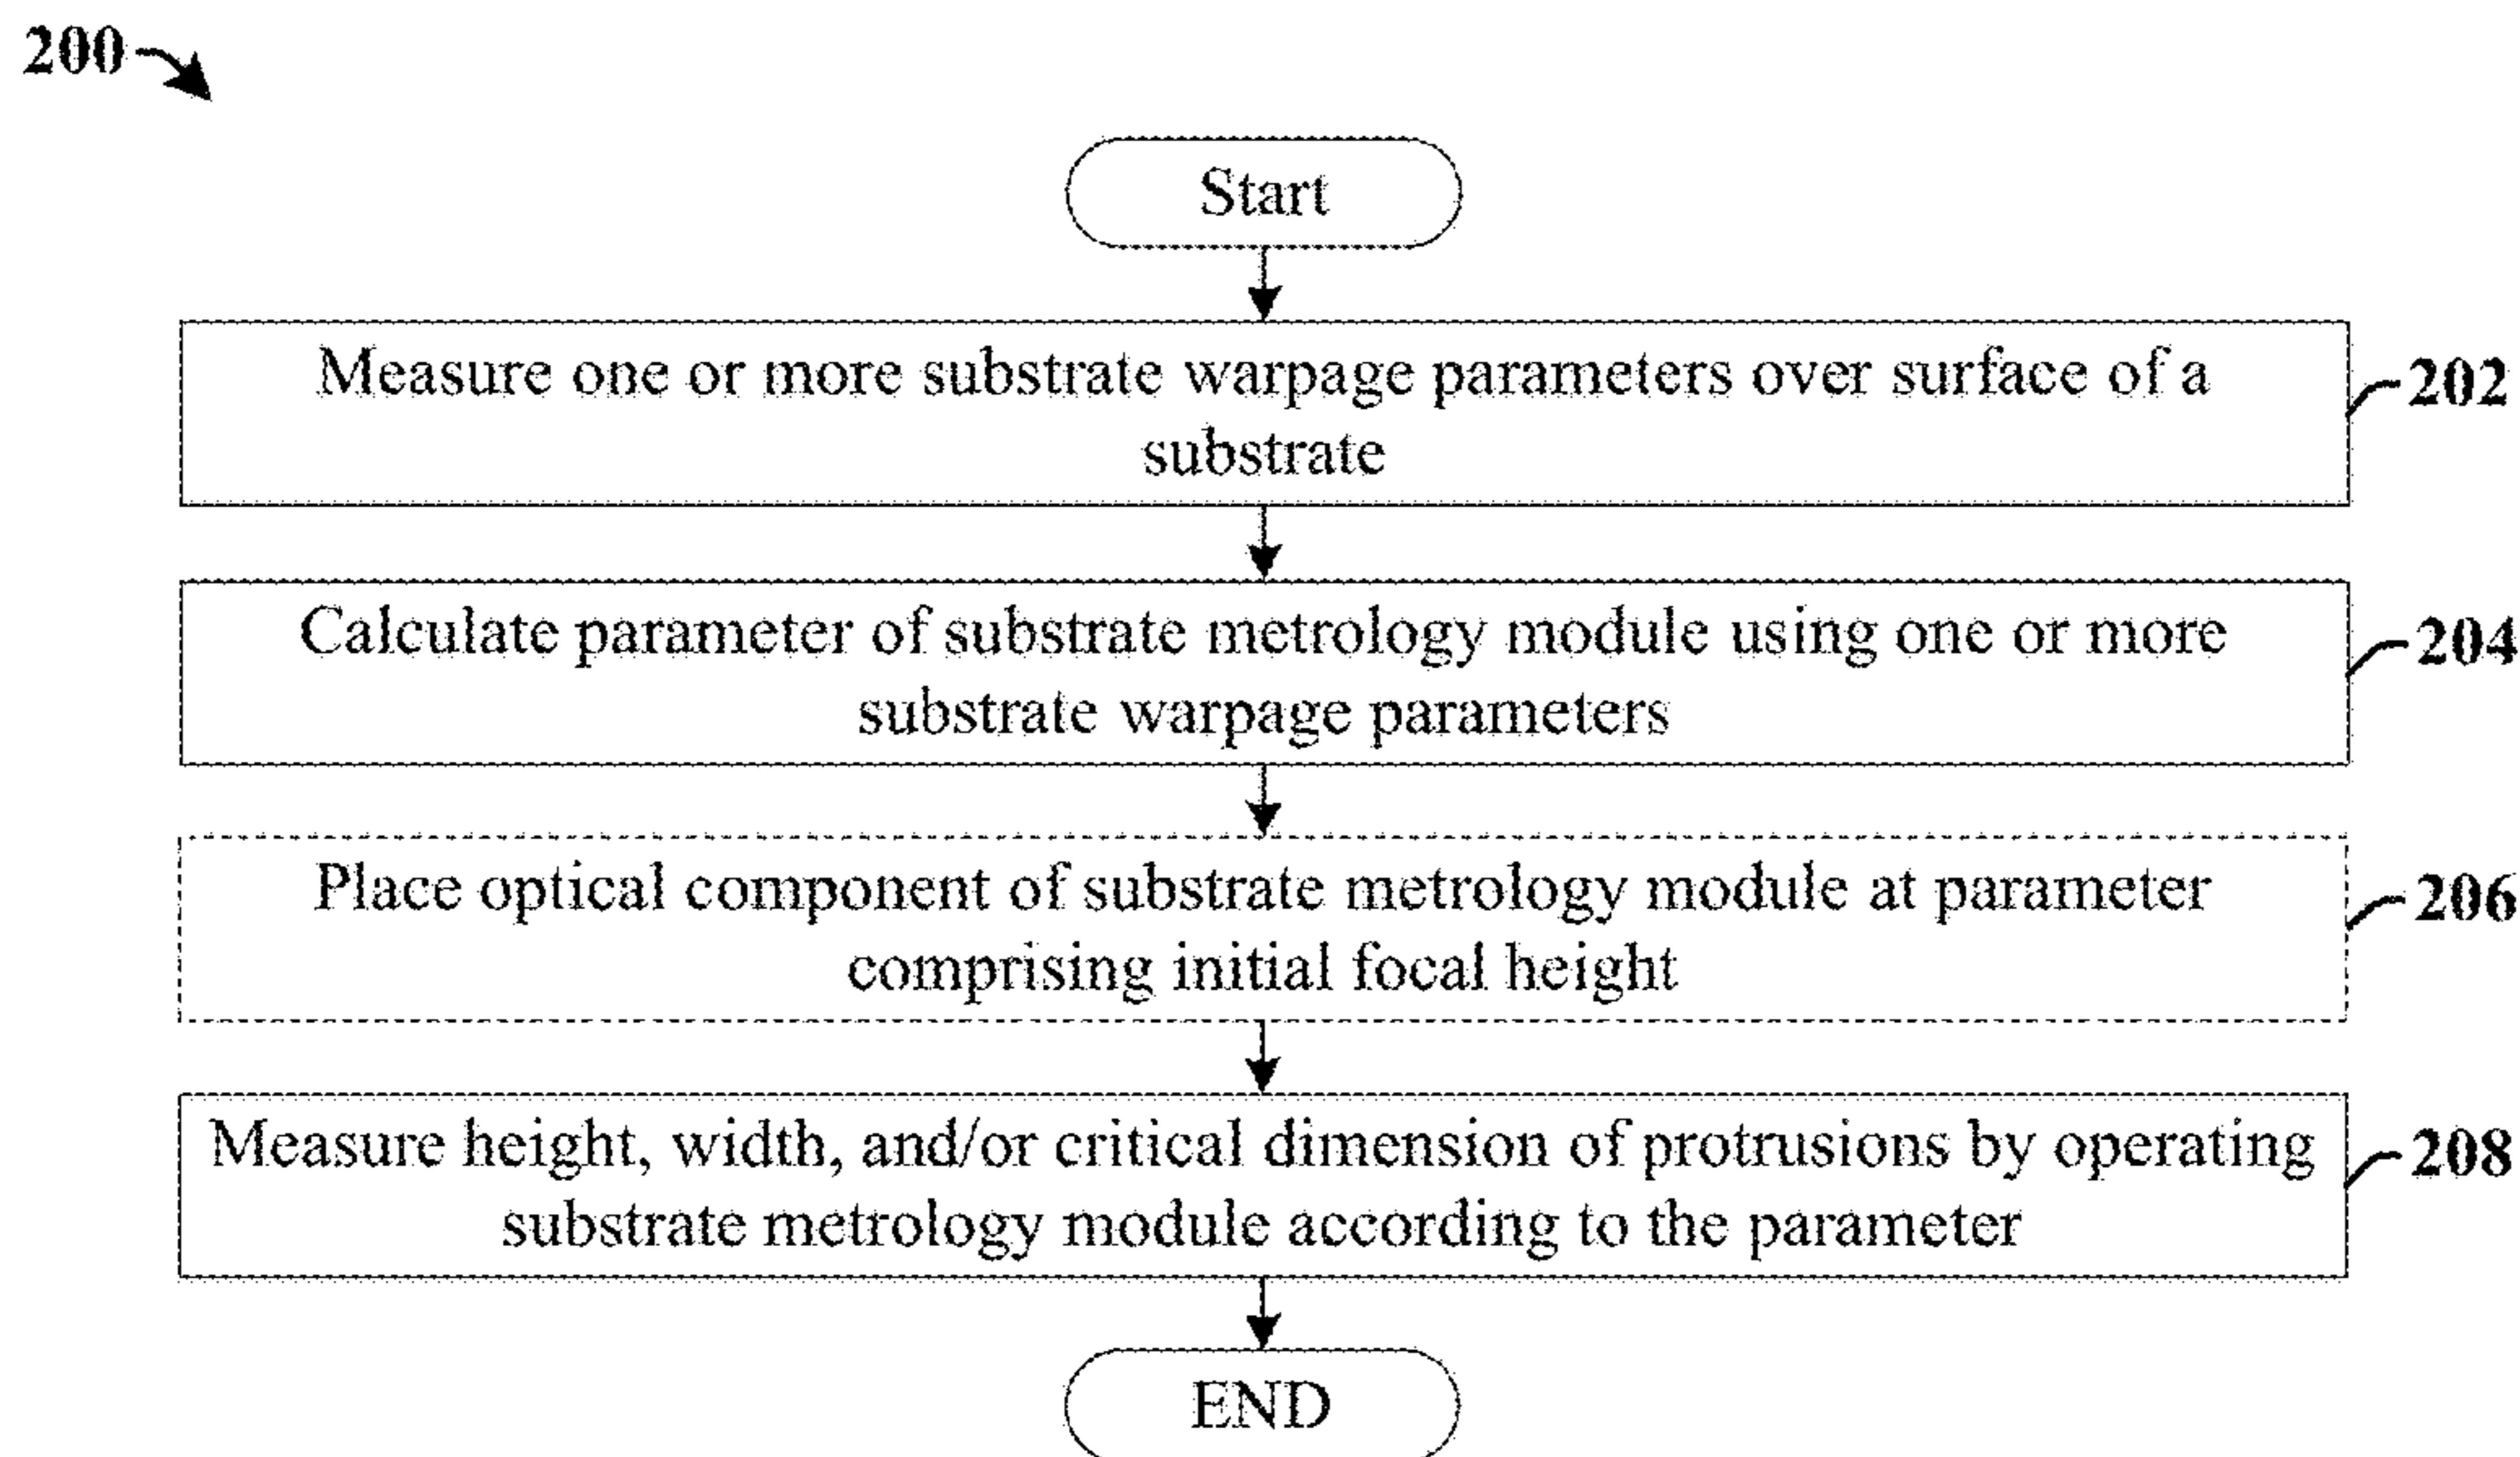 200
Start
Measure one or more substrate warpage parameters over surface of a
substrate
202
Calculate parameter of substrate metrology module using one or more
substrate warpage parameters
204
Place optical component of substrate metrology module at parameter
comprising initial focal height
206
Measure height, width, and/or critical dimension of protrusions by operating
substrate metrology module according to the parameter
208
END